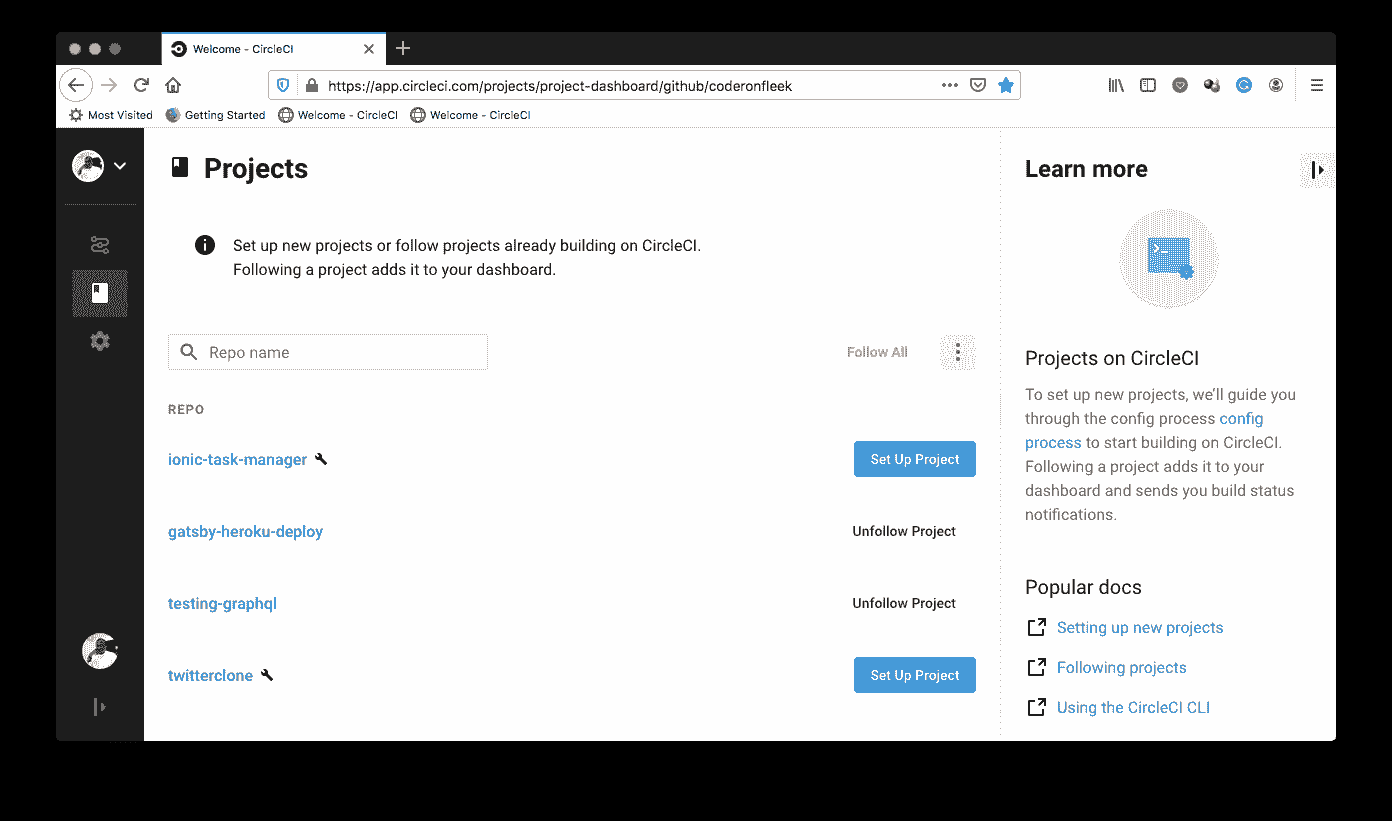 Welcome - CircleCI
https://app.circleci.com/projects/project-dashboard/github/coderonfleek
Most Visited
Getting Started
Welcome - CircleCI
Welcome - CircleCI
Projects
Set up new projects or follow projects already building on CircleCI.
Following a project adds it to your dashboard.
Repo name
Follow All
REPO
ionic-task-manager
Set Up Project
gatsby-heroku-deploy
Unfollow Project
testing-graphql
Unfollow Project
twitterclone
Set Up Project
Learn more
Projects on CircleCI
To set up new projects, we'll guide you
through the config process config
process to start building on CircleCI.
Following a project adds it to your
dashboard and sends you build status
notifications.
Popular docs
Setting up new projects
Following projects
Using the CircleCI CLI